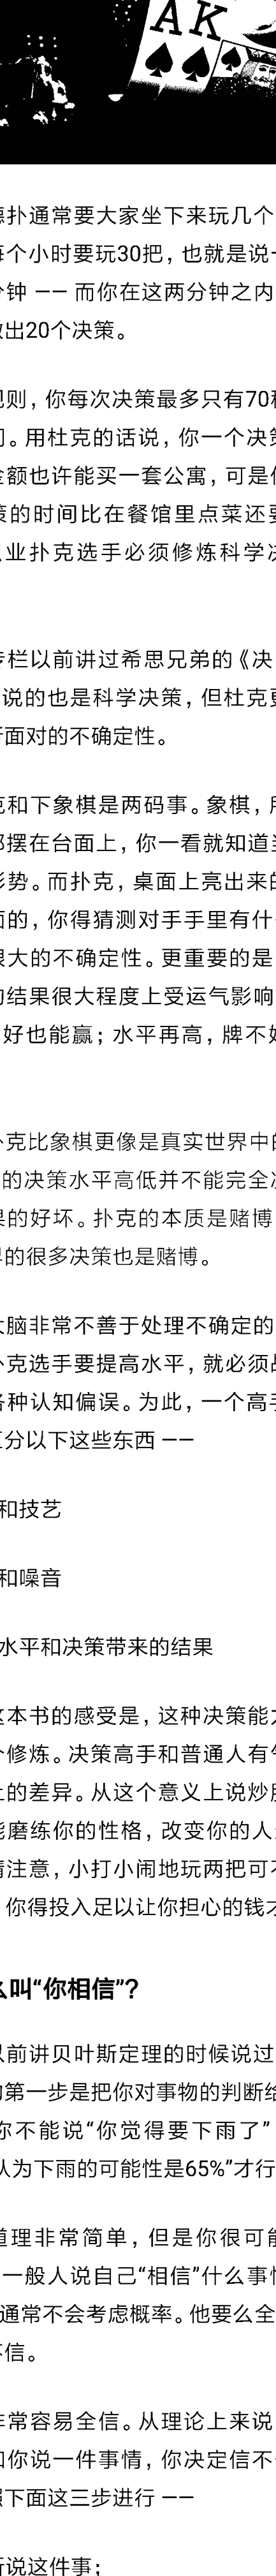 AK
扑通常要大家坐下来玩几个
个小时要玩30把，也就是说
钟 —— 而你在这两分钟之内
出20个决策。
则，你每次决策最多只有70
。用杜克的话说，你一个决
额也许能买一套公寓，可是
的时间比在餐馆里点菜还
业扑克选手必须修炼科学
栏以前讲过希思兄弟的《决
说的也是科学决策，但杜克
面对的不确定性。
和下象棋是两码事。象棋，
摆在台面上，你一看就知道
势。而扑克，桌面上亮出来
的，你得猜测对手手里有什
很大的不确定性。更重要的是
的结果很大程度上受运气影响
好也能赢；水平再高，牌不
克比象棋更像是真实世界中
的决策水平高低并不能完全
的好坏。扑克的本质是赌博
的很多决策也是赌博。
脑非常不善于处理不确定的
克选手要提高水平，就必须
各种认知偏误。为此，一个高
分以下这些东西 ——
和技艺
和噪音
水平和决策带来的结果
这本书的感受是，这种决策能
修炼。决策高手和普通人有
的差异。从这个意义上说炒
能磨练你的性格，改变你的人
请注意，小打小闹地玩两把可
你得投入足以让你担心的钱
么叫“你相信”？
以前讲贝叶斯定理的时候说过
的第一步是把你对事物的判断
你不能说“你觉得要下雨了”
认为下雨的可能性是65%”才行
道理非常简单，但是你很可
一般人说自己“相信”什么事
通常不会考虑概率。他要么全
信。
非常容易全信。从理论上来说
和你说一件事情，你决定信不
照下面这三步进行 ——
所说这件事；